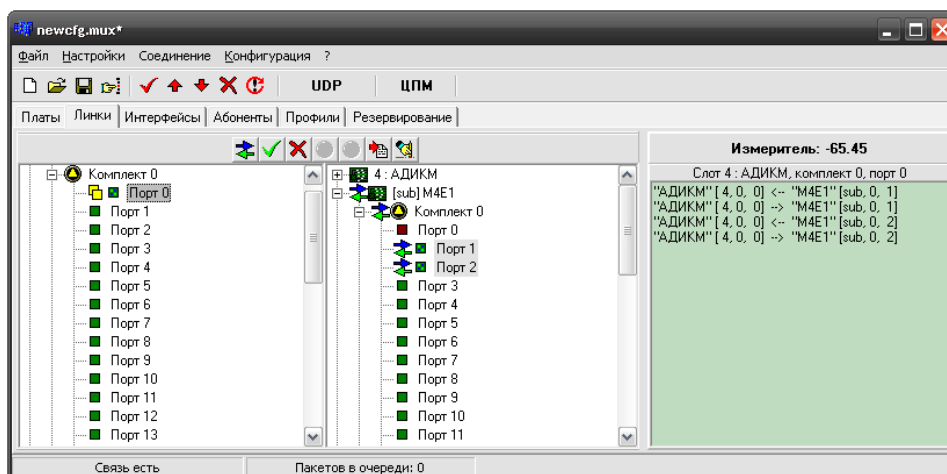 newcfg.mux*
Файл Настройки Соединение Конфигурация ?
UDP ЦПМ
Платы Линки Интерфейсы Абоненты Профили Резервирование
Комплект 0
Порт 0
Порт 1
Порт 2
Порт 3
Порт 4
Порт 5
Порт 6
Порт 7
Порт 8
Порт 9
Порт 10
Порт 11
Порт 12
Порт 13
4 : АДИКМ
[sub] M4E1
Комплект 0
Порт 0
Порт 1
Порт 2
Порт 3
Порт 4
Порт 5
Порт 6
Порт 7
Порт 8
Порт 9
Порт 10
Порт 11
Измеритель: -65.45
Слот 4 : АДИКМ, комплект 0, порт 0
"АДИКМ" [ 4, 0, 0] <-- "M4E1" [sub, 0, 1]
"АДИКМ" [ 4, 0, 0] --> "M4E1" [sub, 0, 1]
"АДИКМ" [ 4, 0, 0] <-- "M4E1" [sub, 0, 2]
"АДИКМ" [ 4, 0, 0] --> "M4E1" [sub, 0, 2]
Связь есть Пакетов в очереди: 0